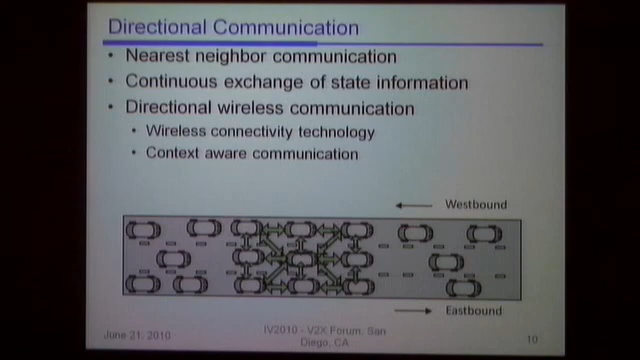 Directional Communication
• Nearest neighbor communication
• Continuous exchange of state information
• Directional wireless communication
• Wireless connectivity technology
• Context aware communication
Westbound
Eastbound
June 21, 2010
IV2010 - V2X Forum, San
Diego, CA
10